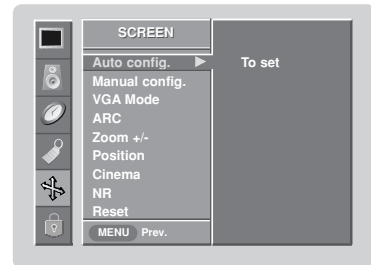 SCREEN
Auto config. ▶ To set
Manual config.
VGA Mode
ARC
Zoom +/-
Position
Cinema
NR
Reset
MENU Prev.